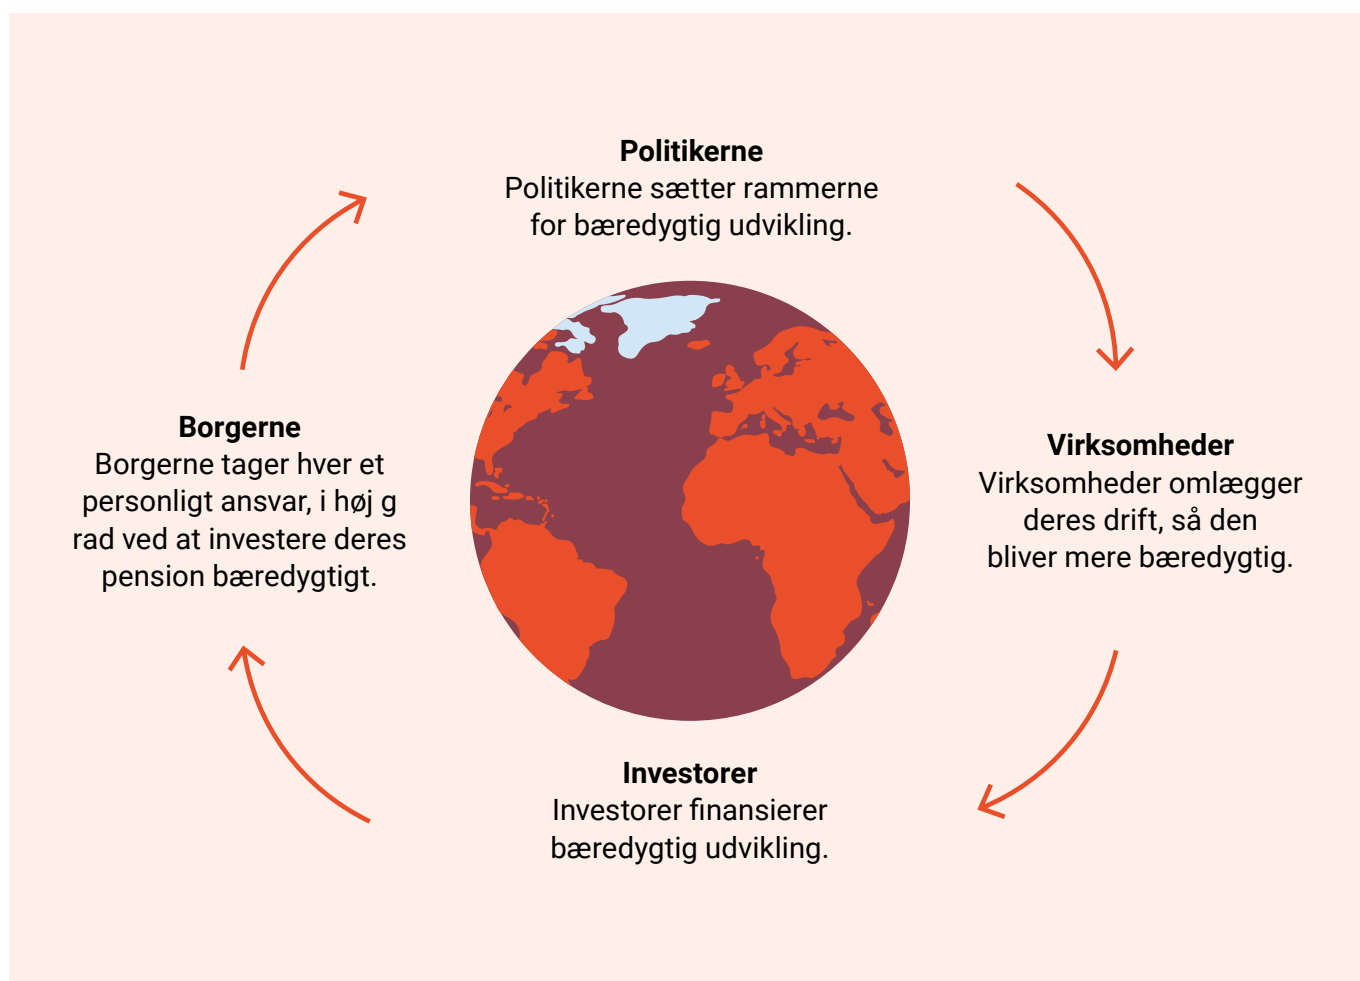 Politikerne
Politikerne sætter rammerne
for bæredygtig udvikling.
Borgerne
Borgerne tager hver et
personligt ansvar, i høj g
rad ved at investere deres
pension bæredygtigt.
Virksomheder
Virksomheder omlægger
deres drift, så den
bliver mere bæredygtig.
Investorer
Investorer finansierer
bæredygtig udvikling.